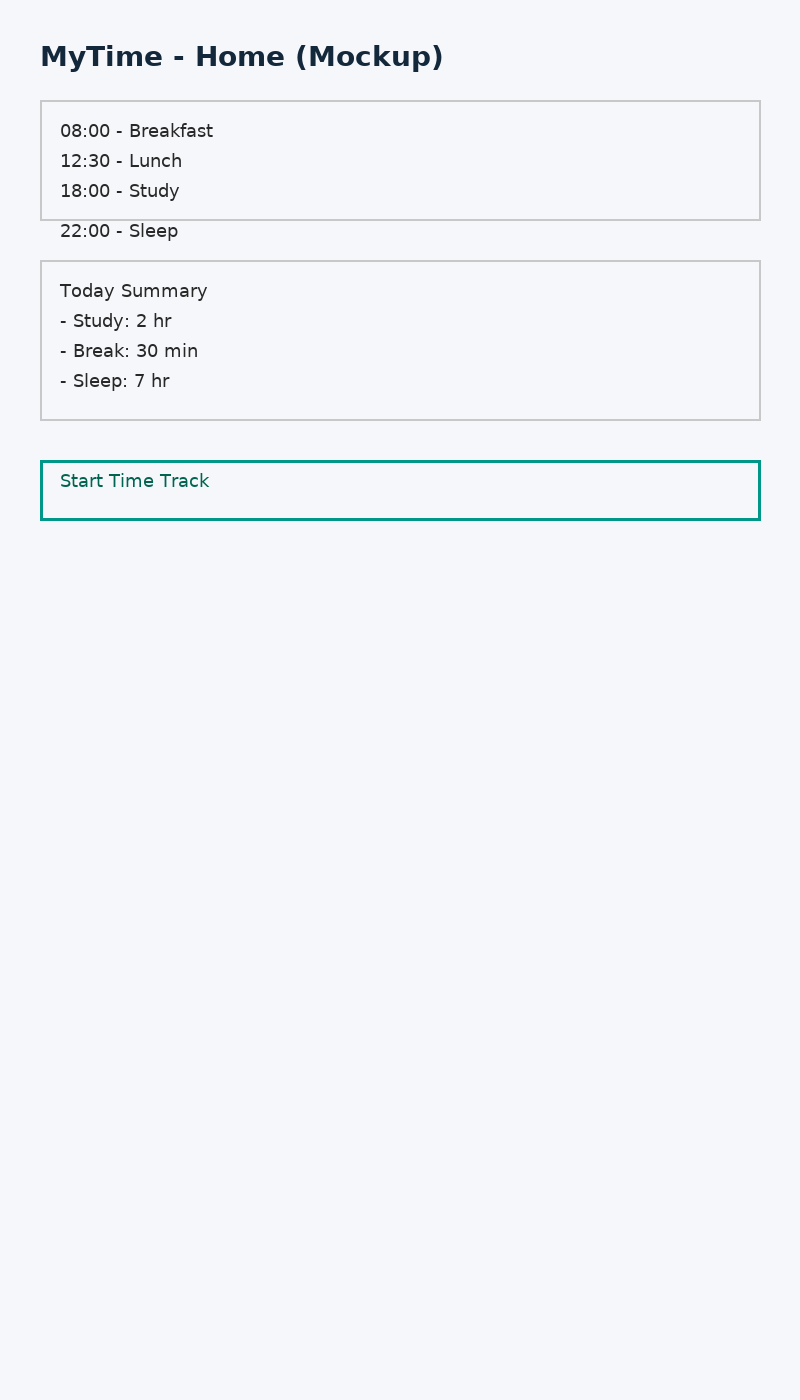 MyTime - Home (Mockup)
08:00 - Breakfast
12:30 - Lunch
18:00 - Study
22:00 - Sleep
Today Summary
- Study: 2 hr
- Break: 30 min
- Sleep: 7 hr
Start Time Track